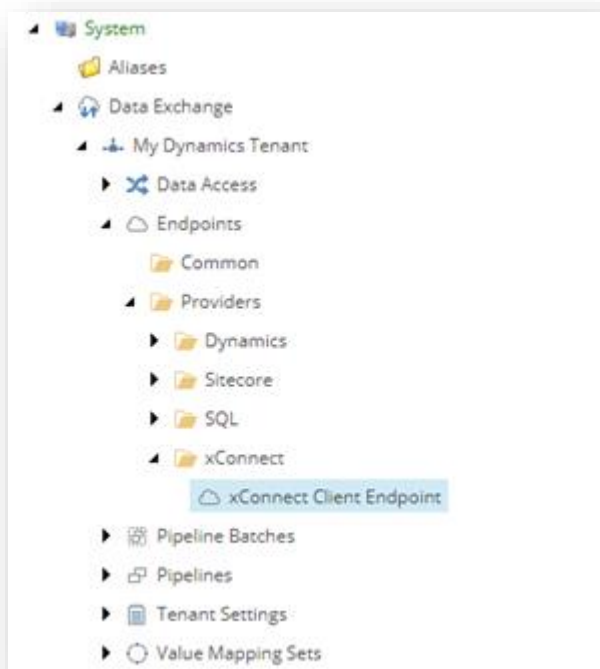 System
Aliases
Data Exchange
My Dynamics Tenant
Data Access
Endpoints
Common
Providers
Dynamics
Sitecore
SQL
xConnect
xConnect Client Endpoint
Pipeline Batches
Pipelines
Tenant Settings
Value Mapping Sets